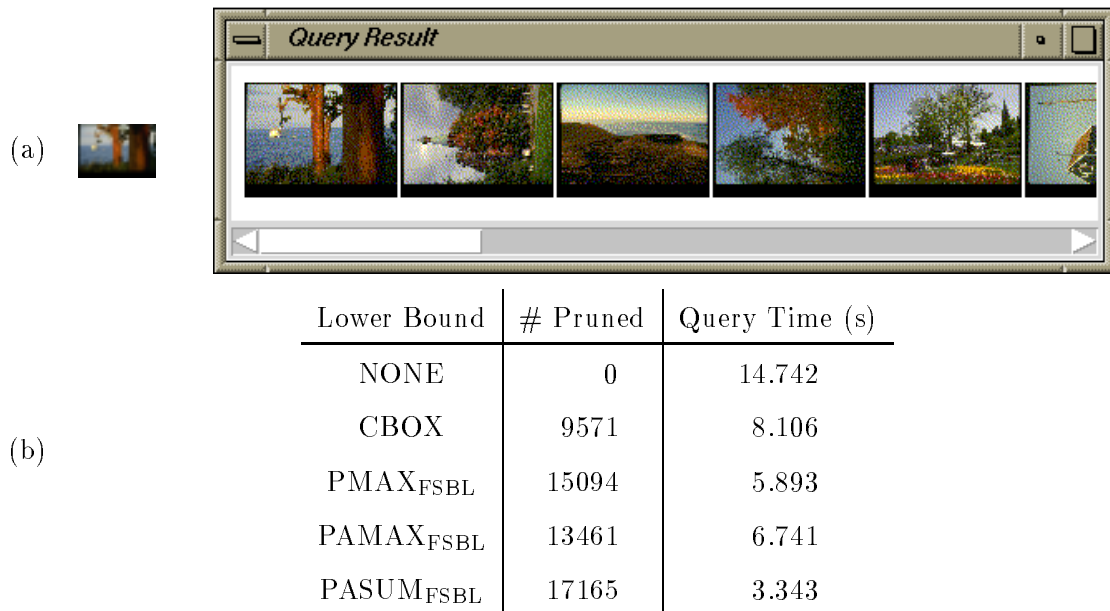 Query Result
(a)
(b)
Lower Bound # Pruned Query Time (s)
NONE 0 14.742
CBOX 9571 8.106
PMAX_FSBL 15094 5.893
PAMAX_FSBL 13461 6.741
PASUM_FSBL 17165 3.343